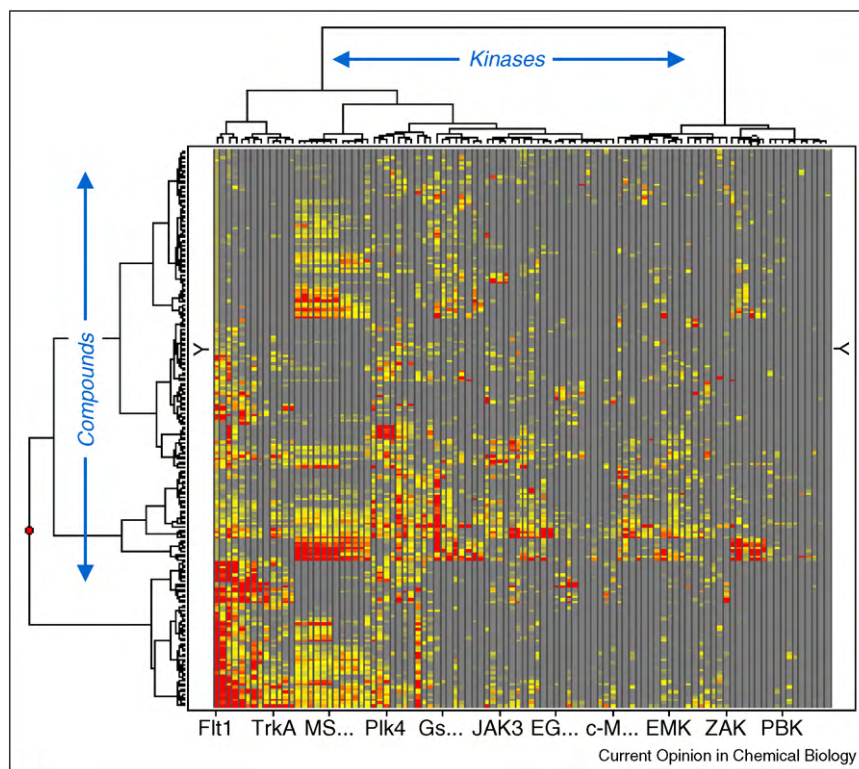 Kinases
Compounds
Y Y
Flt1 TrkA MS... Plk4 Gs... JAK3 EG... c-M... EMK ZAK PBK
Current Opinion in Chemical Biology